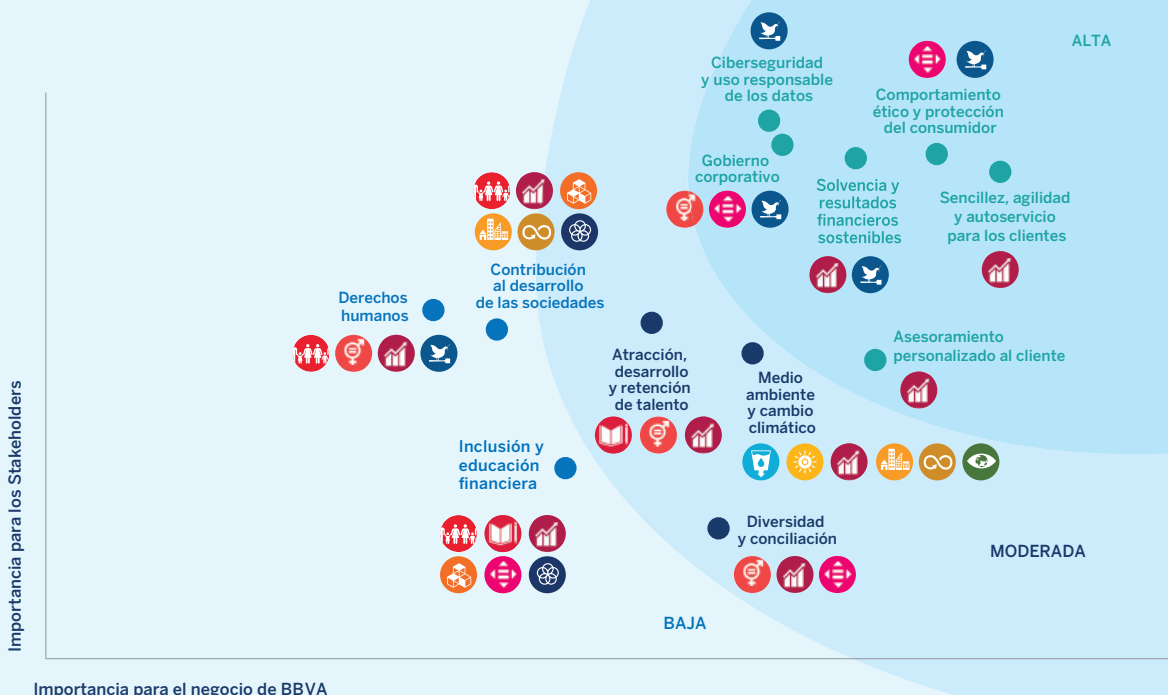 ALTA
Ciberseguridad
y uso responsable
de los datos
Comportamiento
ético y protección
del consumidor
Gobierno
corporativo
Solvencia y
resultados
financieros
sostenibles
Sencillez, agilidad
y autoservicio
para los clientes
Contribución
al desarrollo
de las sociedades
Derechos
humanos
Asesoramiento
personalizado al cliente
Atracción,
desarrollo
y retención
de talento
Medio
ambiente
y cambio
climático
Inclusión y
educación
financiera
Diversidad
y conciliación
MODERADA
BAJA
Importancia para los Stakeholders
Importancia para el negocio de BBVA